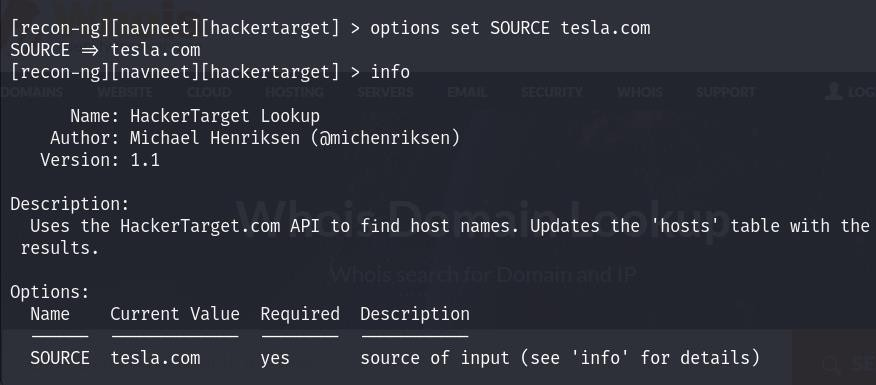 [recon-ng][navneet][hackertarget] > options set SOURCE tesla.com
SOURCE ⇒ tesla.com
[recon-ng][navneet][hackertarget] > info
DOMAINS WEBSITE CLOUD HOSTING SERVERS EMAIL SECURITY WHOIS SUPPORT
Name: HackerTarget Lookup
Author: Michael Henriksen (@michenriksen)
Version: 1.1
Description:
Uses the HackerTarget.com API to find host names. Updates the 'hosts' table with the
results.
Whois Domain Lookup
Whois search for Domain and IP
Options:
Name Current Value Required Description
SOURCE tesla.com yes source of input (see 'info' for details)